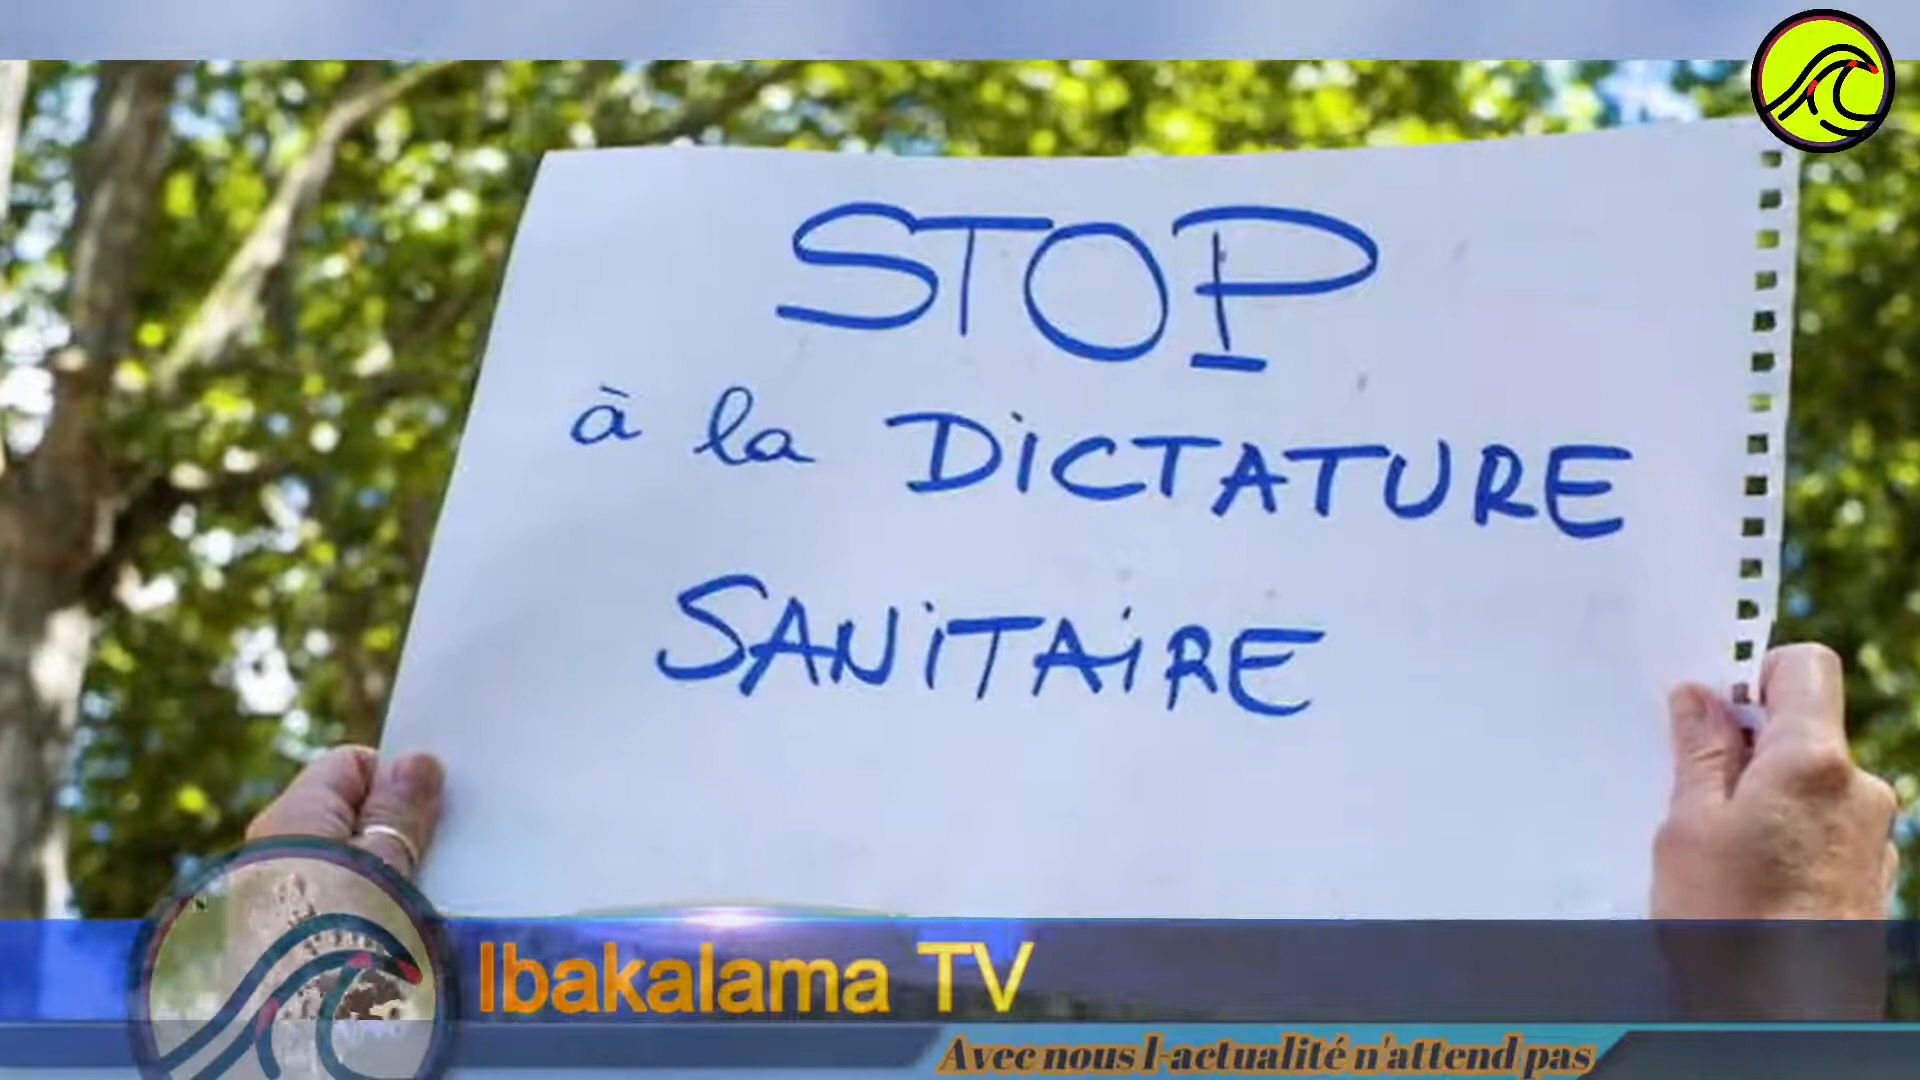 STOP
à la DiCTATURE
SANiTAiRE
Ibakalama TV
Avec nous l-actualité n'attend pas